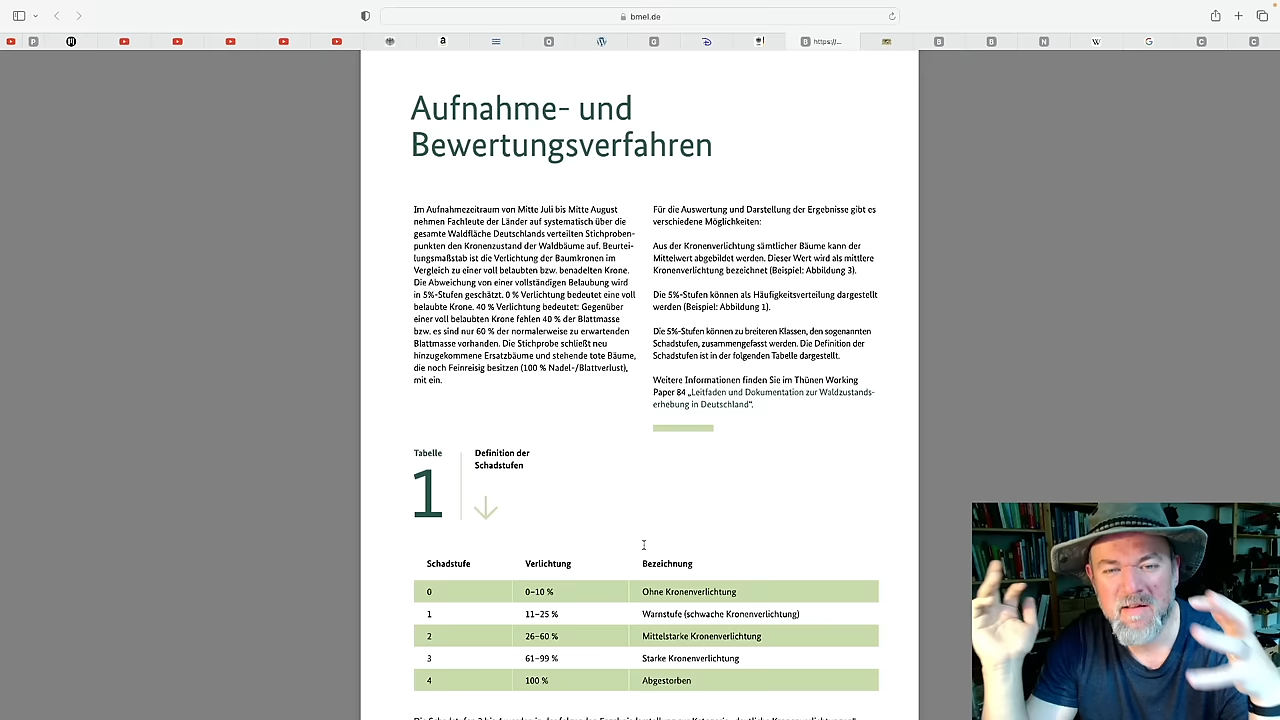 bmel.de
https://...
Aufnahme- und
Bewertungsverfahren
Im Aufnahmezeitraum von Mitte Juli bis Mitte August
nehmen Fachleute der Länder auf systematisch über die
gesamte Waldfläche Deutschlands verteilten Stichproben-
punkten den Kronenzustand der Waldbäume auf. Beurtei-
lungsmaßstab ist die Verlichtung der Baumkronen im
Vergleich zu einer voll belaubten bzw. benadelten Krone.
Die Abweichung von einer vollständigen Belaubung wird
in 5%-Stufen geschätzt. 0 % Verlichtung bedeutet eine voll
belaubte Krone. 40 % Verlichtung bedeutet: Gegenüber
einer voll belaubten Krone fehlen 40 % der Blattmasse
bzw. es sind nur 60 % der normalerweise zu erwartenden
Blattmasse vorhanden. Die Stichprobe schließt neu
hinzugekommene Ersatzbäume und stehende tote Bäume,
die noch Feinreisig besitzen (100 % Nadel-/Blattverlust),
mit ein.
Für die Auswertung und Darstellung der Ergebnisse gibt es
verschiedene Möglichkeiten:
Aus der Kronenverlichtung sämtlicher Bäume kann der
Mittelwert abgebildet werden. Dieser Wert wird als mittlere
Kronenverlichtung bezeichnet (Beispiel: Abbildung 3).
Die 5%-Stufen können als Häufigkeitsverteilung dargestellt
werden (Beispiel: Abbildung 1).
Die 5%-Stufen können zu breiteren Klassen, den sogenannten
Schadstufen, zusammengefasst werden. Die Definition der
Schadstufen ist in der folgenden Tabelle dargestellt.
Weitere Informationen finden Sie im Thünen Working
Paper 84 „Leitfaden und Dokumentation zur Waldzustands-
erhebung in Deutschland“.
Tabelle
1
Definition der
Schadstufen
Schadstufe Verlichtung Bezeichnung
0 0–10 % Ohne Kronenverlichtung
1 11–25 % Warnstufe (schwache Kronenverlichtung)
2 26–60 % Mittelstarke Kronenverlichtung
3 61–99 % Starke Kronenverlichtung
4 100 % Abgestorben